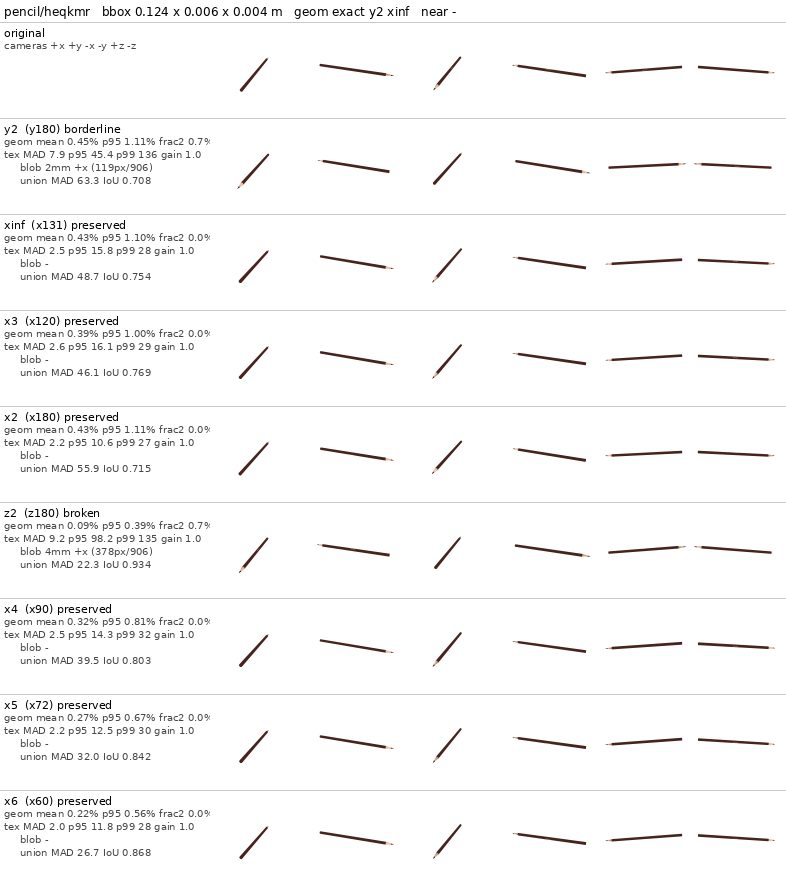 pencil/heqkmr   bbox 0.124 x 0.006 x 0.004 m   geom exact y2 xinf   near -
original
cameras +x +y -x -y +z -z
y2  (y180) borderline
geom mean 0.45% p95 1.11% frac2 0.7%
tex MAD 7.9 p95 45.4 p99 136 gain 1.0
blob 2mm +x (119px/906)
union MAD 63.3 IoU 0.708
xinf  (x131) preserved
geom mean 0.43% p95 1.10% frac2 0.0%
tex MAD 2.5 p95 15.8 p99 28 gain 1.0
blob -
union MAD 48.7 IoU 0.754
x3  (x120) preserved
geom mean 0.39% p95 1.00% frac2 0.0%
tex MAD 2.6 p95 16.1 p99 29 gain 1.0
blob -
union MAD 46.1 IoU 0.769
x2  (x180) preserved
geom mean 0.43% p95 1.11% frac2 0.0%
tex MAD 2.2 p95 10.6 p99 27 gain 1.0
blob -
union MAD 55.9 IoU 0.715
z2  (z180) broken
geom mean 0.09% p95 0.39% frac2 0.7%
tex MAD 9.2 p95 98.2 p99 135 gain 1.0
blob 4mm +x (378px/906)
union MAD 22.3 IoU 0.934
x4  (x90) preserved
geom mean 0.32% p95 0.81% frac2 0.0%
tex MAD 2.5 p95 14.3 p99 32 gain 1.0
blob -
union MAD 39.5 IoU 0.803
x5  (x72) preserved
geom mean 0.27% p95 0.67% frac2 0.0%
tex MAD 2.2 p95 12.5 p99 30 gain 1.0
blob -
union MAD 32.0 IoU 0.842
x6  (x60) preserved
geom mean 0.22% p95 0.56% frac2 0.0%
tex MAD 2.0 p95 11.8 p99 28 gain 1.0
blob -
union MAD 26.7 IoU 0.868